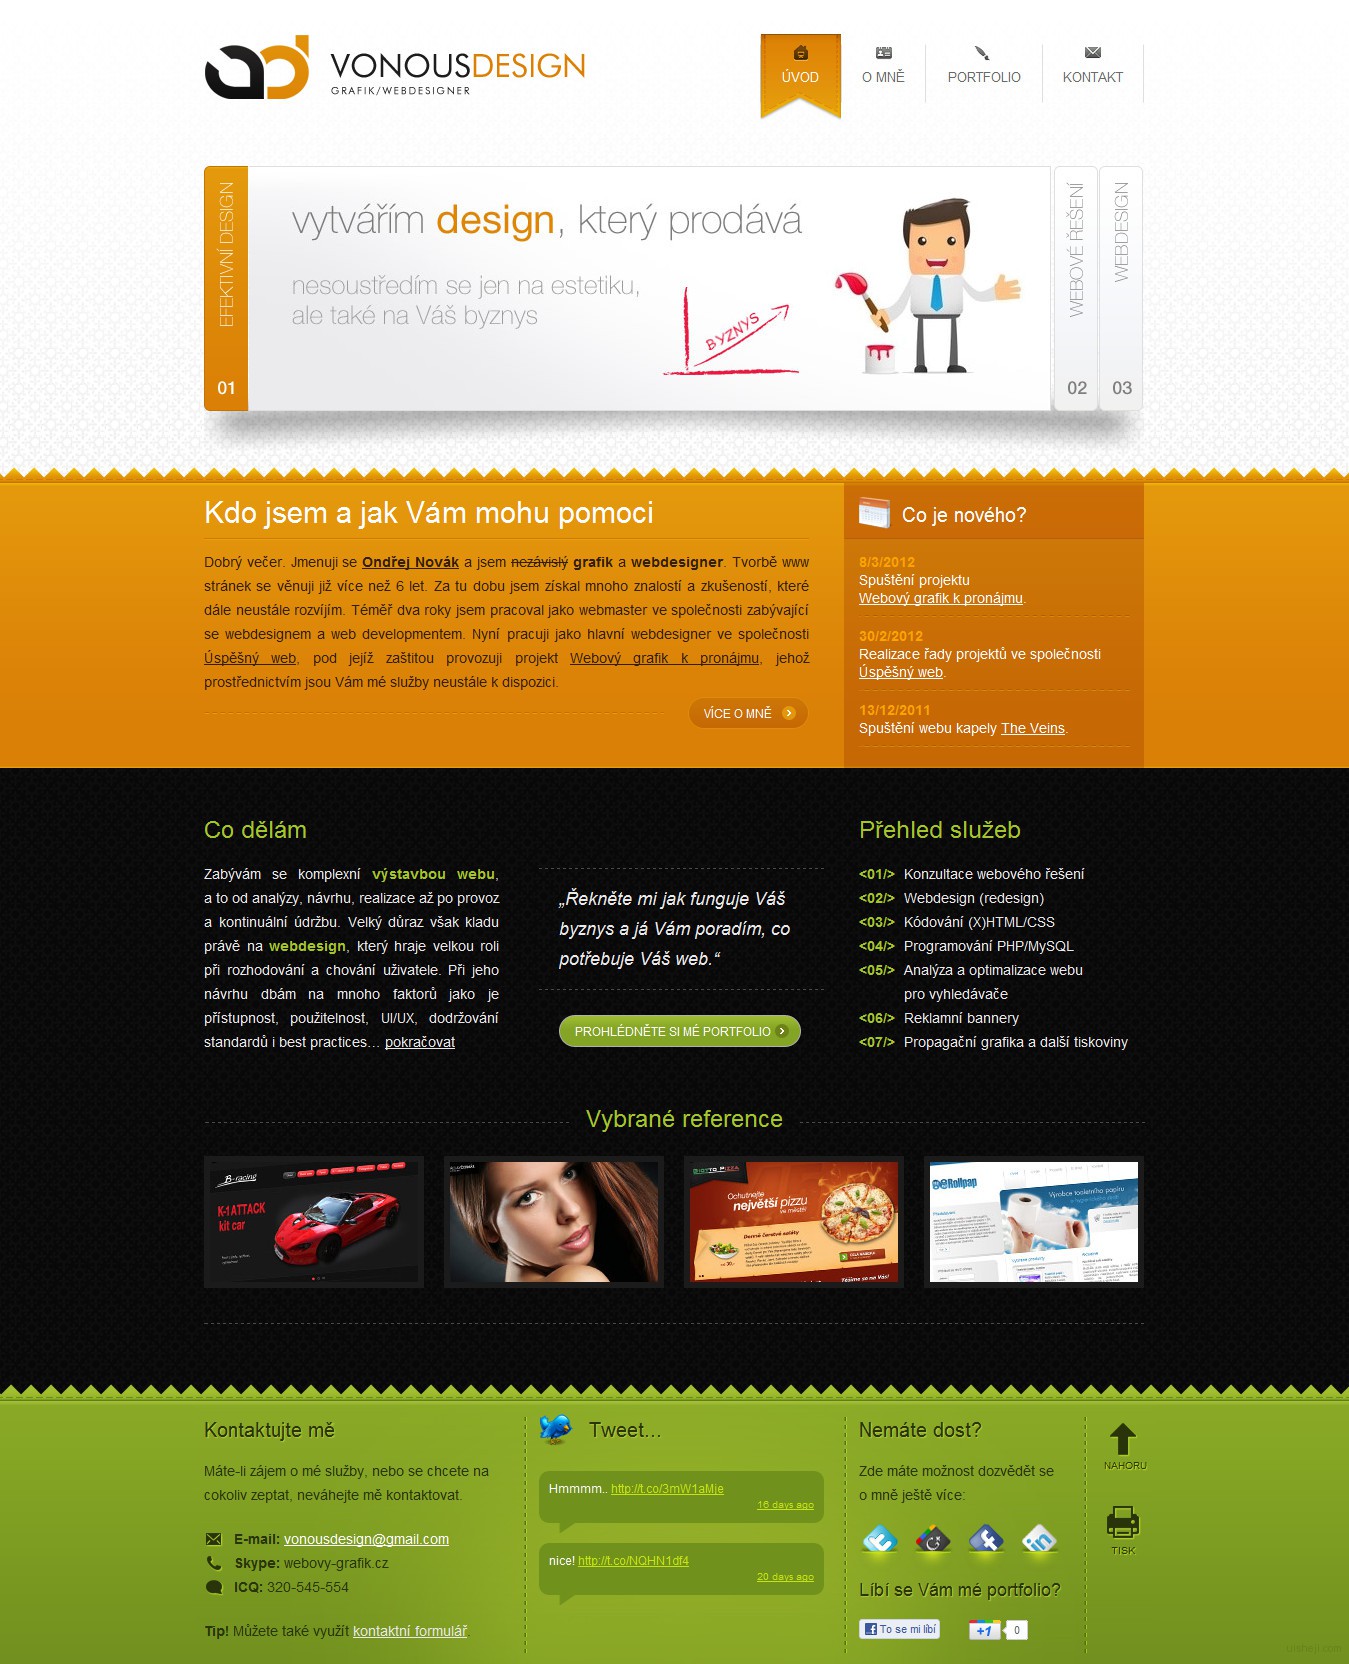 VONOUSDESIGN
GRAFIK/WEBDESIGNER
ÚVOD
O MNĚ
PORTFOLIO
KONTAKT
EFEKTIVNÍ DESIGN
01
vytvářím design, který prodává
nesoustředím se jen na estetiku,
ale také na Váš byznys
BYZNYS
WEBOVÉ ŘEŠENÍ
02
WEBDESIGN
03
Kdo jsem a jak Vám mohu pomoci
Dobrý večer. Jmenuji se Ondřej Novák a jsem nezávislý grafik a webdesigner. Tvorbě www
stránek se věnuji již více než 6 let. Za tu dobu jsem získal mnoho znalostí a zkušeností, které
dále neustále rozvíjím. Téměř dva roky jsem pracoval jako webmaster ve společnosti zabývající
se webdesignem a web developmentem. Nyní pracuji jako hlavní webdesigner ve společnosti
Úspěšný web, pod jejíž zaštitou provozuji projekt Webový grafik k pronájmu, jehož
prostřednictvím jsou Vám mé služby neustále k dispozici.
VÍCE O MNĚ
Co je nového?
8/3/2012
Spuštění projektu
Webový grafik k pronájmu.
30/2/2012
Realizace řady projektů ve společnosti
Úspěšný web.
13/12/2011
Spuštění webu kapely The Veins.
Co dělám
Zabývám se komplexní výstavbou webu,
a to od analýzy, návrhu, realizace až po provoz
a kontinuální údržbu. Velký důraz však kladu
právě na webdesign, který hraje velkou roli
při rozhodování a chování uživatele. Při jeho
návrhu dbám na mnoho faktorů jako je
přístupnost, použitelnost, UI/UX, dodržování
standardů i best practices… pokračovat
„Řekněte mi jak funguje Váš
byznys a já Vám poradím, co
potřebuje Váš web.“
PROHLÉDNĚTE SI MÉ PORTFOLIO
Přehled služeb
<01/> Konzultace webového řešení
<02/> Webdesign (redesign)
<03/> Kódování (X)HTML/CSS
<04/> Programování PHP/MySQL
<05/> Analýza a optimalizace webu
pro vyhledávače
<06/> Reklamní bannery
<07/> Propagační grafika a další tiskoviny
Vybrané reference
B-racing
K-1 ATTACK
kit car
PIZZA
Ochutnejte
největší pizzu
ve městě!
Denně čerstvé saláty
Těšíme se na Vás!
Rollpap
Výrobce toaletního papíru
Kontaktujte mě
Máte-li zájem o mé služby, nebo se chcete na
cokoliv zeptat, neváhejte mě kontaktovat.
E-mail: vonousdesign@gmail.com
Skype: webovy-grafik.cz
ICQ: 320-545-554
Tip! Můžete také využít kontaktní formulář
Tweet...
Hmmmm.. http://t.co/3mW1aMje
16 days ago
nice! http://t.co/NQHN1df4
20 days ago
Nemáte dost?
Zde máte možnost dozvědět se
o mně ještě více:
Líbí se Vám mé portfolio?
To se mi líbí
+1
0
NAHORU
TISK